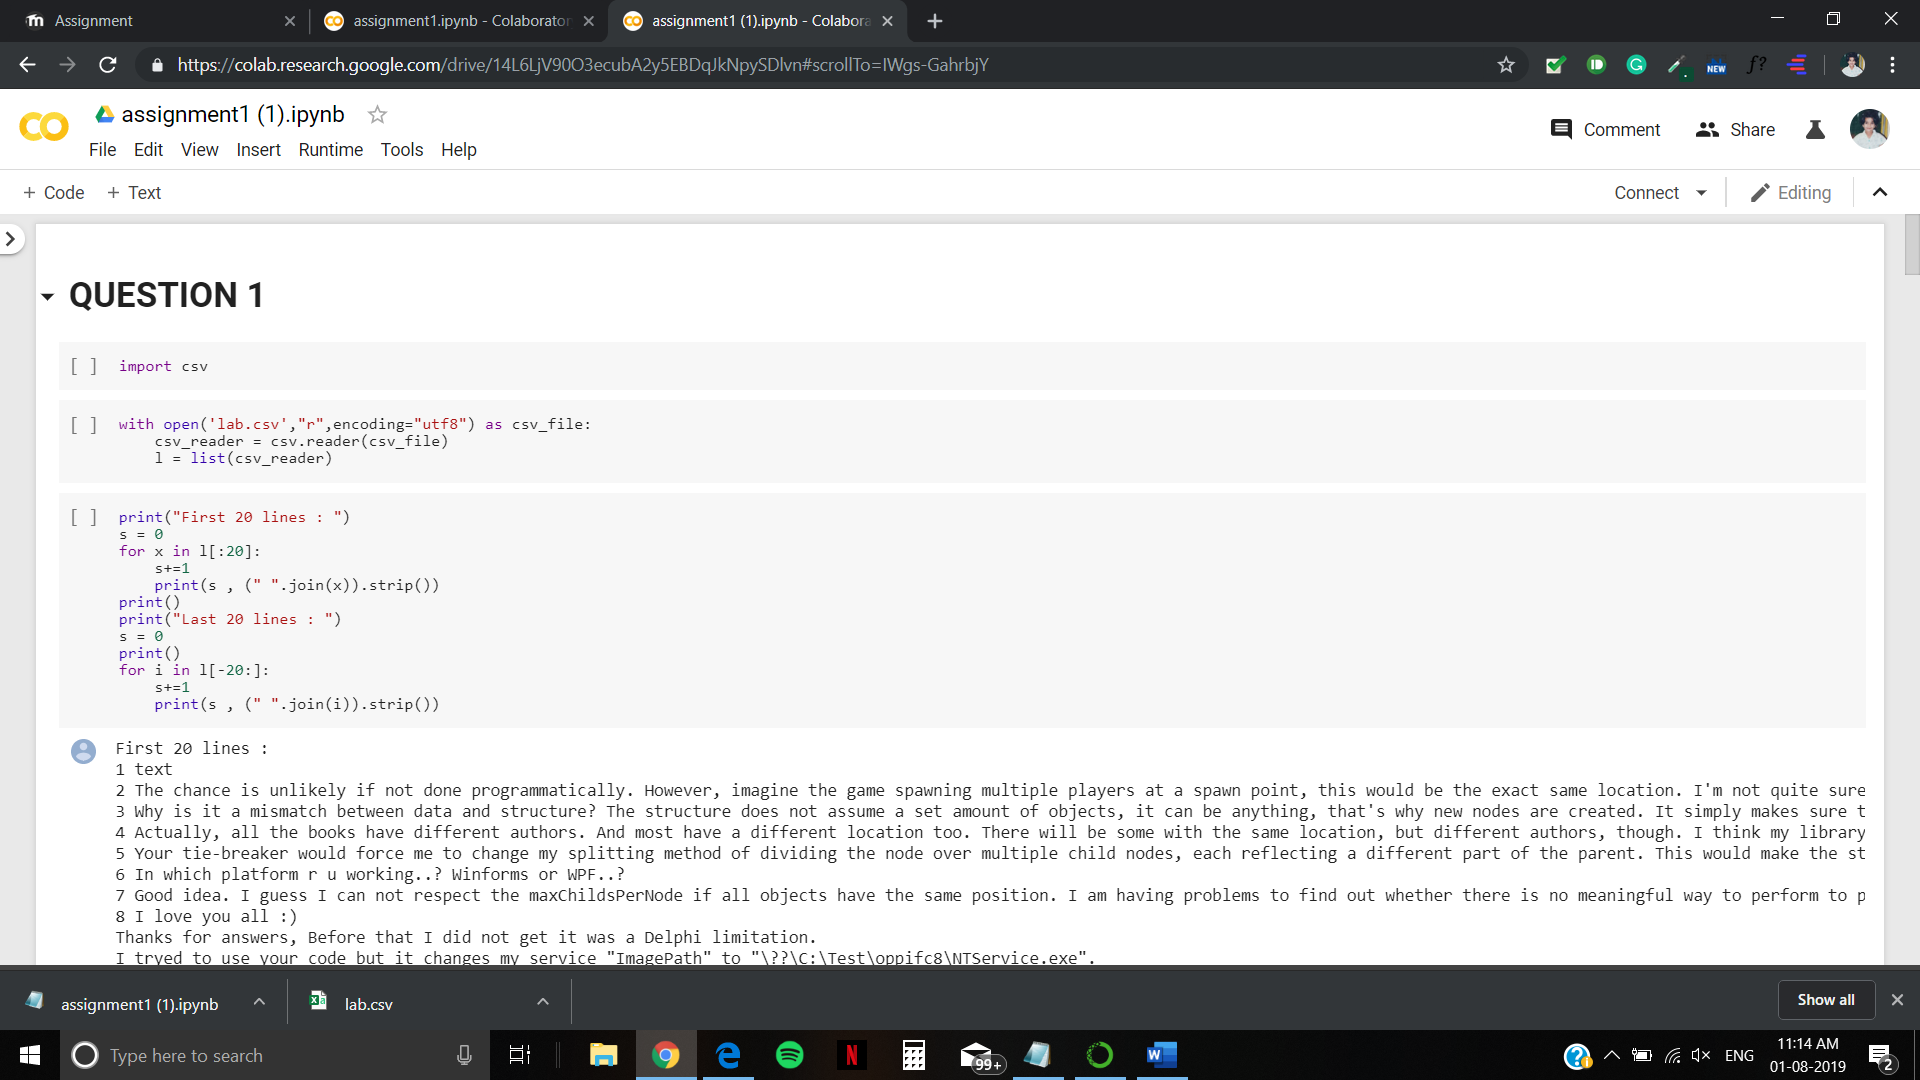 Assignment
assignment1.ipynb - Colaborator
assignment1 (1).ipynb - Colabora
https://colab.research.google.com/drive/14L6LjV90O3ecubA2y5EBDqJkNpySDlvn#scrollTo=IWgs-GahrbjY
NEW
f?
assignment1 (1).ipynb
Comment
Share
File Edit View Insert Runtime Tools Help
+ Code + Text
Connect
Editing
QUESTION 1
[ ] import csv
[ ] with open('lab.csv',"r",encoding="utf8") as csv_file:
csv_reader = csv.reader(csv_file)
l = list(csv_reader)
[ ] print("First 20 lines : ")
s = 0
for x in l[:20]:
s+=1
print(s , (" ".join(x)).strip())
print()
print("Last 20 lines : ")
s = 0
print()
for i in l[-20:]:
s+=1
print(s , (" ".join(i)).strip())
First 20 lines :
1 text
2 The chance is unlikely if not done programmatically. However, imagine the game spawning multiple players at a spawn point, this would be the exact same location. I'm not quite sure
3 Why is it a mismatch between data and structure? The structure does not assume a set amount of objects, it can be anything, that's why new nodes are created. It simply makes sure t
4 Actually, all the books have different authors. And most have a different location too. There will be some with the same location, but different authors, though. I think my library
5 Your tie-breaker would force me to change my splitting method of dividing the node over multiple child nodes, each reflecting a different part of the parent. This would make the st
6 In which platform r u working..? Winforms or WPF..?
7 Good idea. I guess I can not respect the maxChildsPerNode if all objects have the same position. I am having problems to find out whether there is no meaningful way to perform to p
8 I love you all :)
Thanks for answers, Before that I did not get it was a Delphi limitation.
I tryed to use your code but it changes my service "ImagePath" to "\??\C:\Test\oppifc8\NTService.exe".
assignment1 (1).ipynb
lab.csv
Show all
Type here to search
99+
ENG
11:14 AM
01-08-2019
2